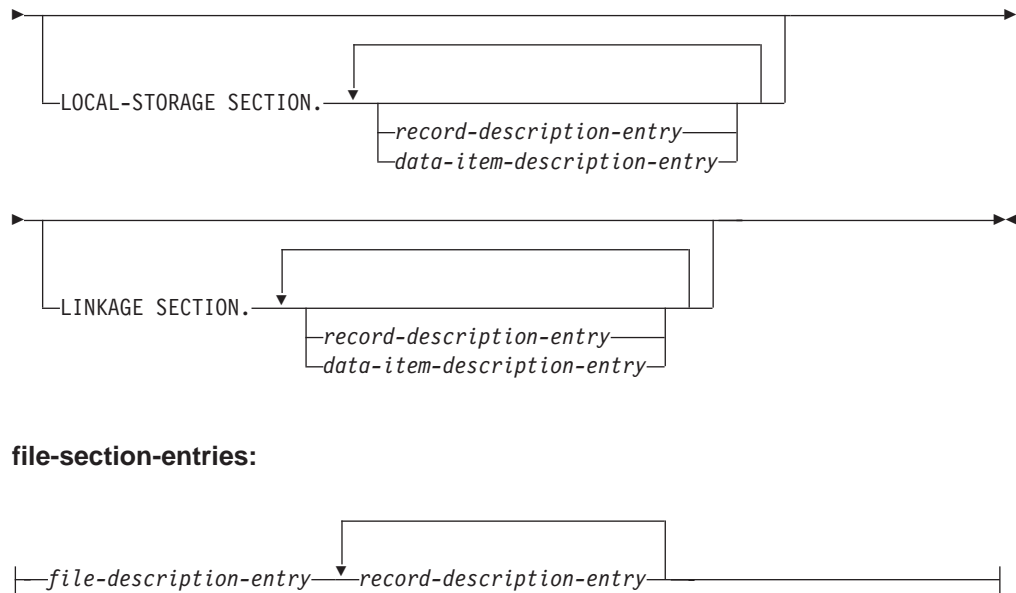 LOCAL-STORAGE SECTION.
record-description-entry
data-item-description-entry
LINKAGE SECTION.
record-description-entry
data-item-description-entry
file-section-entries:
file-description-entry record-description-entry